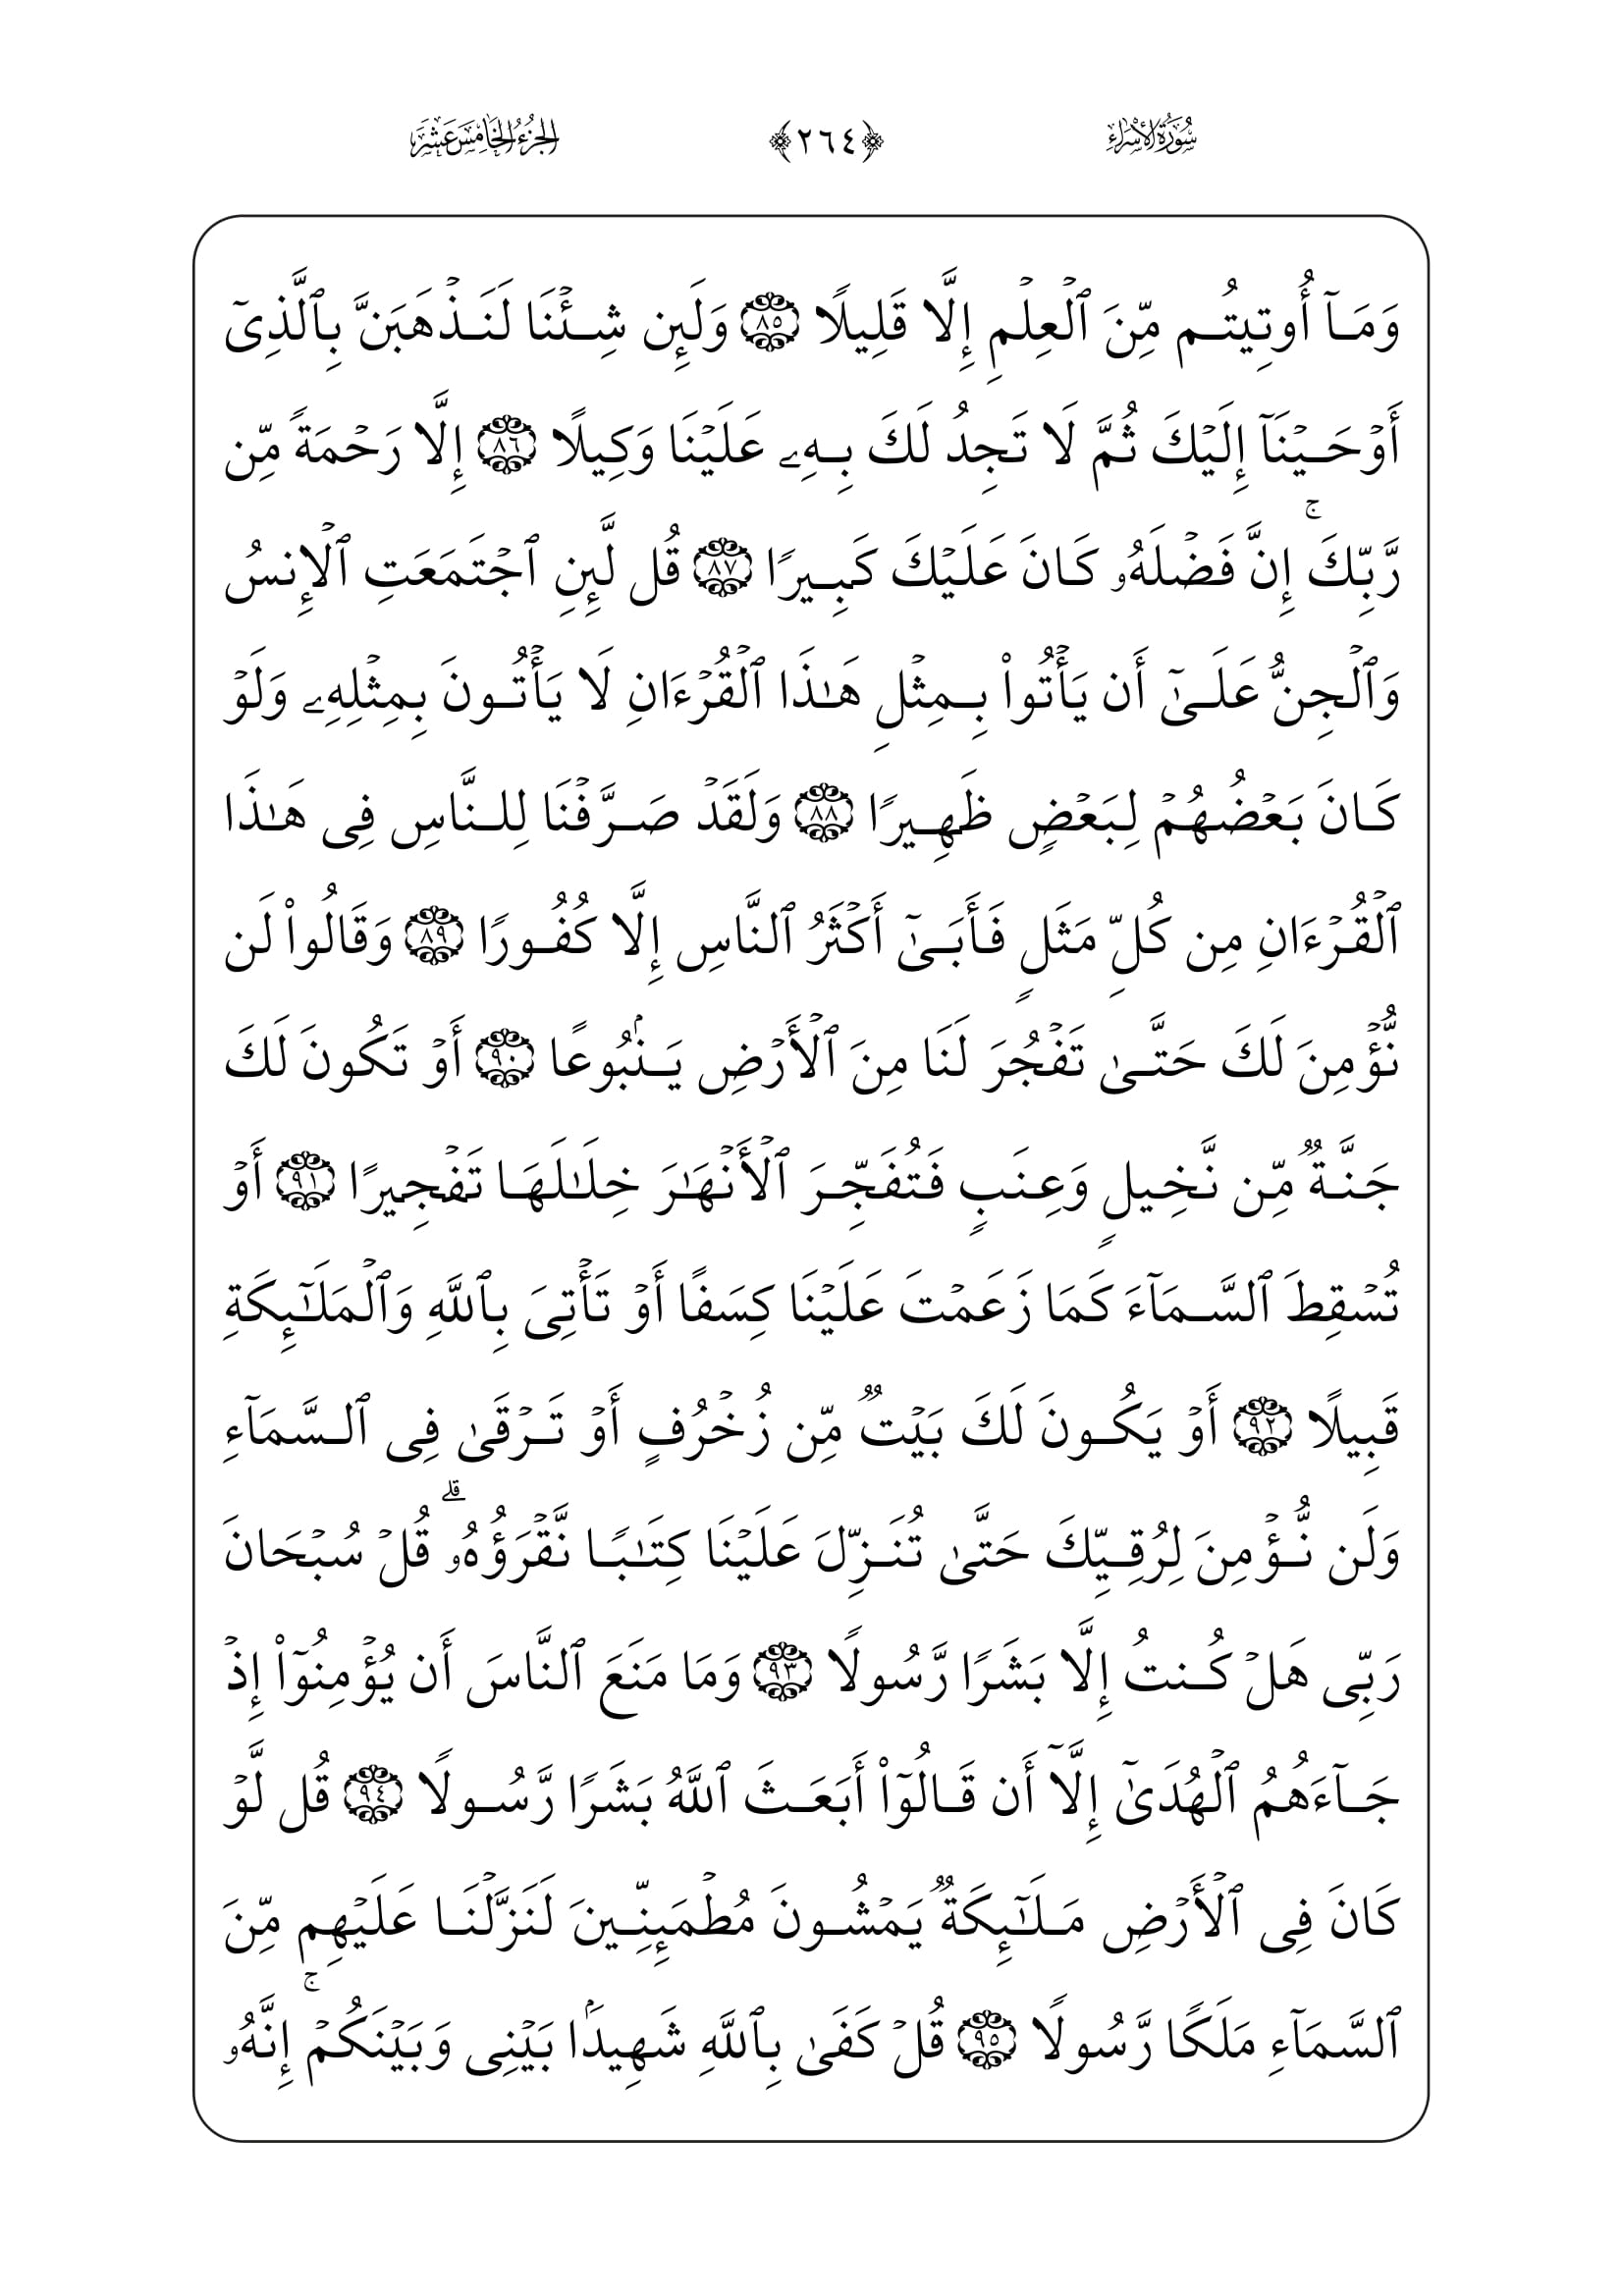 سُورَةُ الإِسْرَاءِ ﴿٢٦٤﴾ الجُزْءُ الخَامِسَ عَشَرَ
وَمَآ أُوتِيتُم مِّنَ ٱلْعِلْمِ إِلَّا قَلِيلًا ٨٥ وَلَئِن شِئْنَا لَنَذْهَبَنَّ بِٱلَّذِىٓ
أَوْحَيْنَآ إِلَيْكَ ثُمَّ لَا تَجِدُ لَكَ بِهِۦ عَلَيْنَا وَكِيلًا ٨٦ إِلَّا رَحْمَةً مِّن
رَّبِّكَ ۚ إِنَّ فَضْلَهُۥ كَانَ عَلَيْكَ كَبِيرًا ٨٧ قُل لَّئِنِ ٱجْتَمَعَتِ ٱلْإِنسُ
وَٱلْجِنُّ عَلَىٰٓ أَن يَأْتُوا۟ بِمِثْلِ هَـٰذَا ٱلْقُرْءَانِ لَا يَأْتُونَ بِمِثْلِهِۦ وَلَوْ
كَانَ بَعْضُهُمْ لِبَعْضٍ ظَهِيرًا ٨٨ وَلَقَدْ صَرَّفْنَا لِلنَّاسِ فِى هَـٰذَا
ٱلْقُرْءَانِ مِن كُلِّ مَثَلٍ فَأَبَىٰٓ أَكْثَرُ ٱلنَّاسِ إِلَّا كُفُورًا ٨٩ وَقَالُوا۟ لَن
نُّؤْمِنَ لَكَ حَتَّىٰ تَفْجُرَ لَنَا مِنَ ٱلْأَرْضِ يَنۢبُوعًا ٩٠ أَوْ تَكُونَ لَكَ
جَنَّةٌ مِّن نَّخِيلٍ وَعِنَبٍ فَتُفَجِّرَ ٱلْأَنْهَـٰرَ خِلَـٰلَهَا تَفْجِيرًا ٩١ أَوْ
تُسْقِطَ ٱلسَّمَآءَ كَمَا زَعَمْتَ عَلَيْنَا كِسَفًا أَوْ تَأْتِىَ بِٱللَّهِ وَٱلْمَلَـٰٓئِكَةِ
قَبِيلًا ٩٢ أَوْ يَكُونَ لَكَ بَيْتٌ مِّن زُخْرُفٍ أَوْ تَرْقَىٰ فِى ٱلسَّمَآءِ
وَلَن نُّؤْمِنَ لِرُقِيِّكَ حَتَّىٰ تُنَزِّلَ عَلَيْنَا كِتَـٰبًا نَّقْرَؤُهُۥ ۗ قُلْ سُبْحَانَ
رَبِّى هَلْ كُنتُ إِلَّا بَشَرًا رَّسُولًا ٩٣ وَمَا مَنَعَ ٱلنَّاسَ أَن يُؤْمِنُوٓا۟ إِذْ
جَآءَهُمُ ٱلْهُدَىٰٓ إِلَّآ أَن قَالُوٓا۟ أَبَعَثَ ٱللَّهُ بَشَرًا رَّسُولًا ٩٤ قُل لَّوْ
كَانَ فِى ٱلْأَرْضِ مَلَـٰٓئِكَةٌ يَمْشُونَ مُطْمَئِنِّينَ لَنَزَّلْنَا عَلَيْهِم مِّنَ
ٱلسَّمَآءِ مَلَكًا رَّسُولًا ٩٥ قُلْ كَفَىٰ بِٱللَّهِ شَهِيدًۢا بَيْنِى وَبَيْنَكُمْ ۚ إِنَّهُۥ